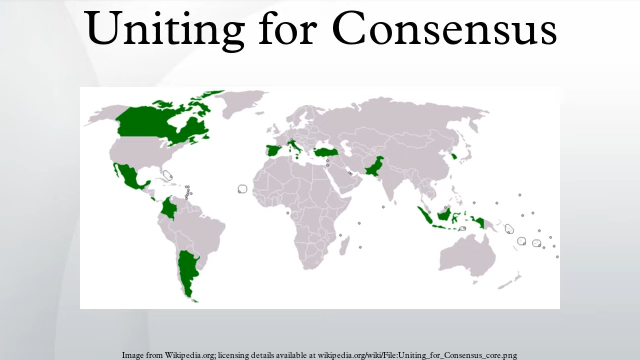 Uniting for Consensus
Image from Wikipedia.org; licensing details available at wikipedia.org/wiki/File:Uniting_for_Consensus_core.png